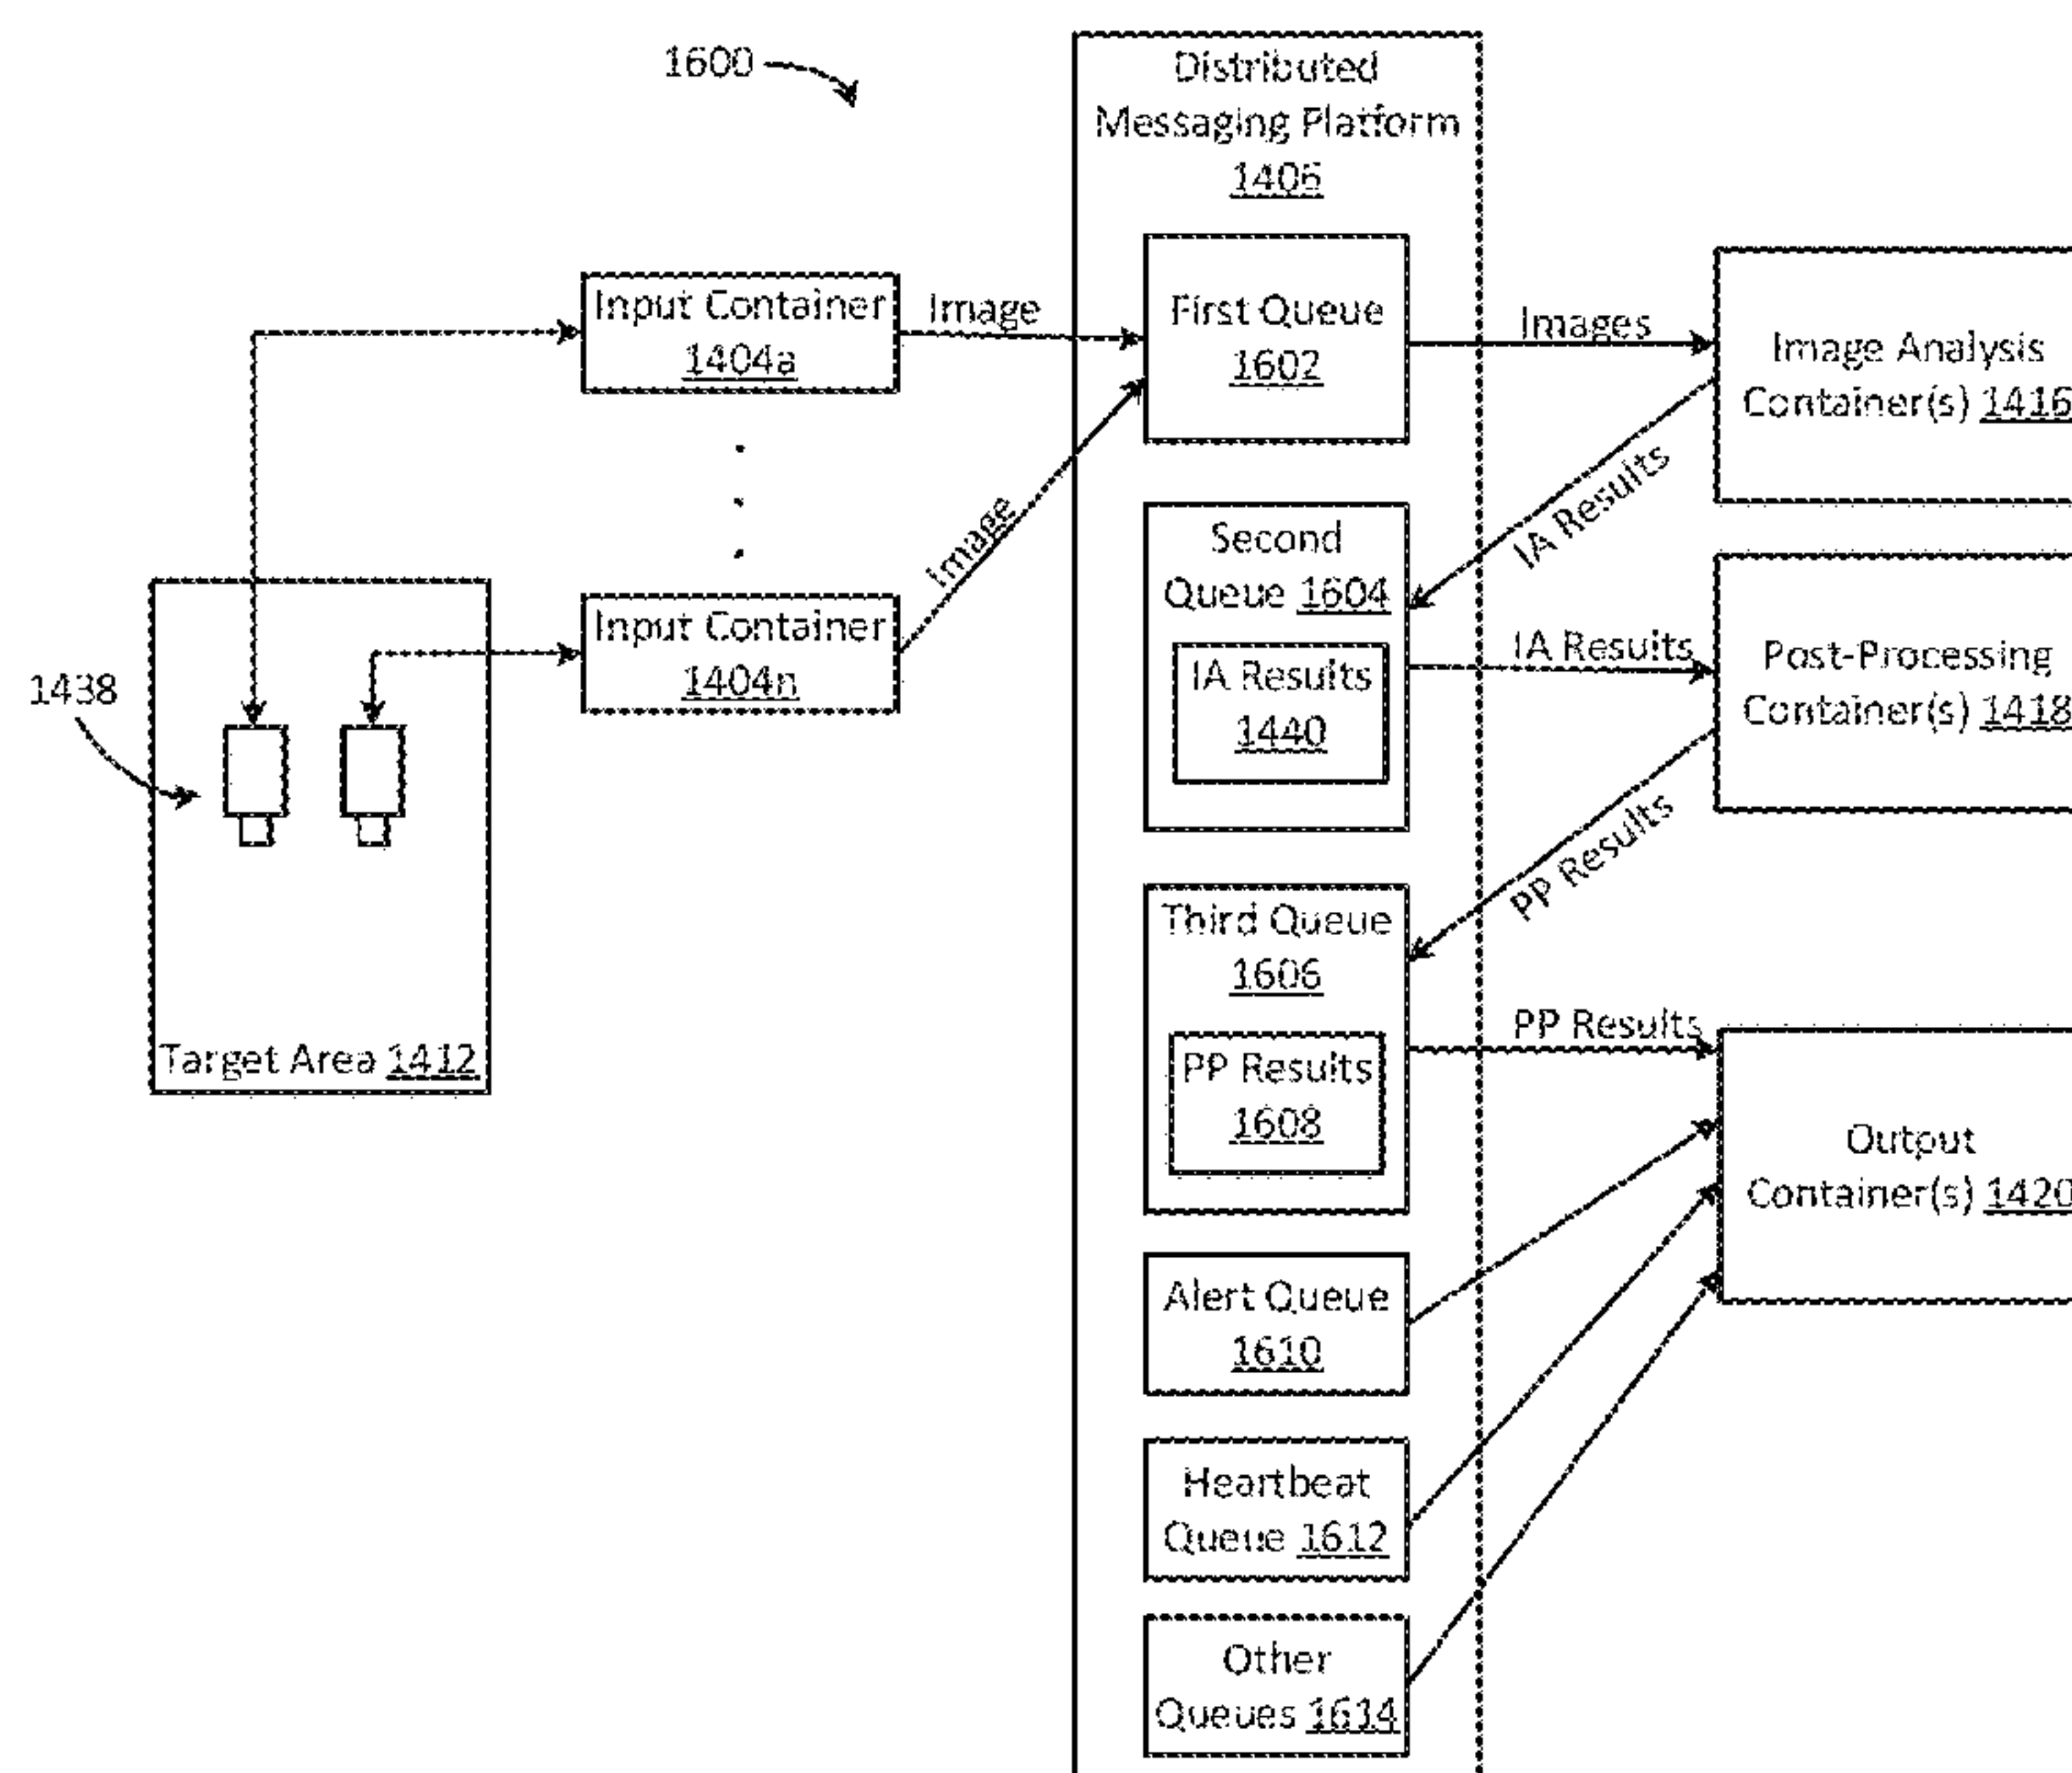 1600
Distributed
Messaging Platform
1406
Input Container
1404a
Image
First Queue
1602
Images
Image Analysis
Container(s) 1416
Image
IA Results
Second
Queue 1604
IA Results
1440
IA Results
Input Container
1404n
Post-Processing
Container(s) 1418
1438
PP Results
Third Queue
1606
PP Results
1608
PP Results
Target Area 1412
Output
Container(s) 1420
Alert Queue
1610
Heartbeat
Queue 1612
Other
Queues 1614